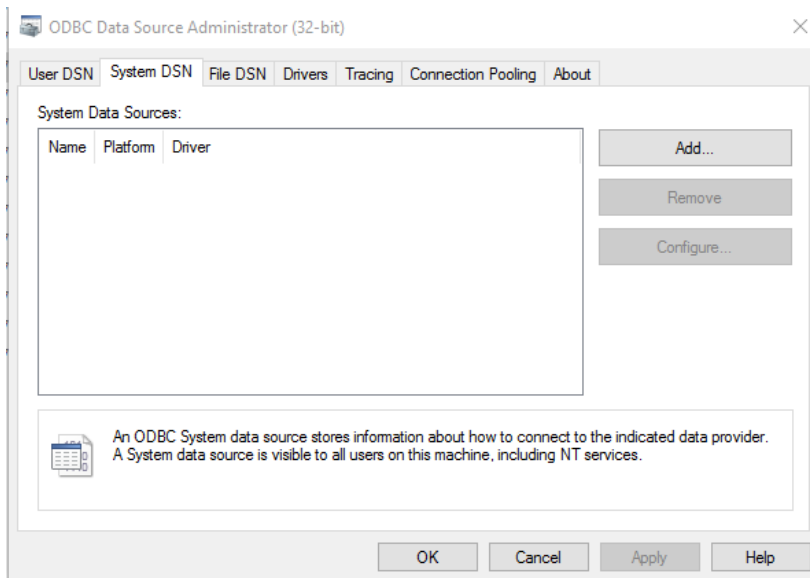 ODBC Data Source Administrator (32-bit)
User DSN System DSN File DSN Drivers Tracing Connection Pooling About
System Data Sources:
Name Platform Driver
Add...
Remove
Configure...
An ODBC System data source stores information about how to connect to the indicated data provider.
A System data source is visible to all users on this machine, including NT services.
OK Cancel Apply Help